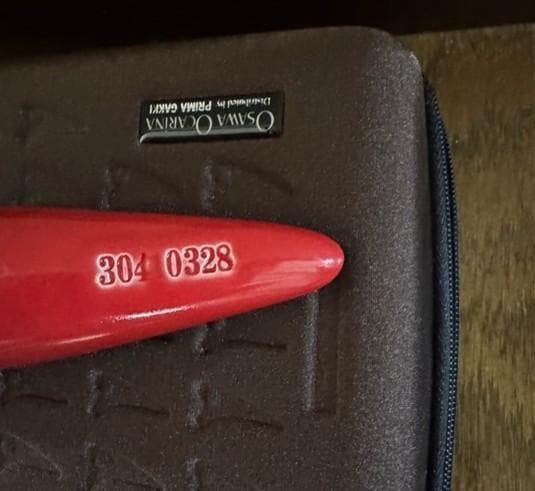 OSAWA OCARINA
Distributed by PRIMA GAKKI
304 0328